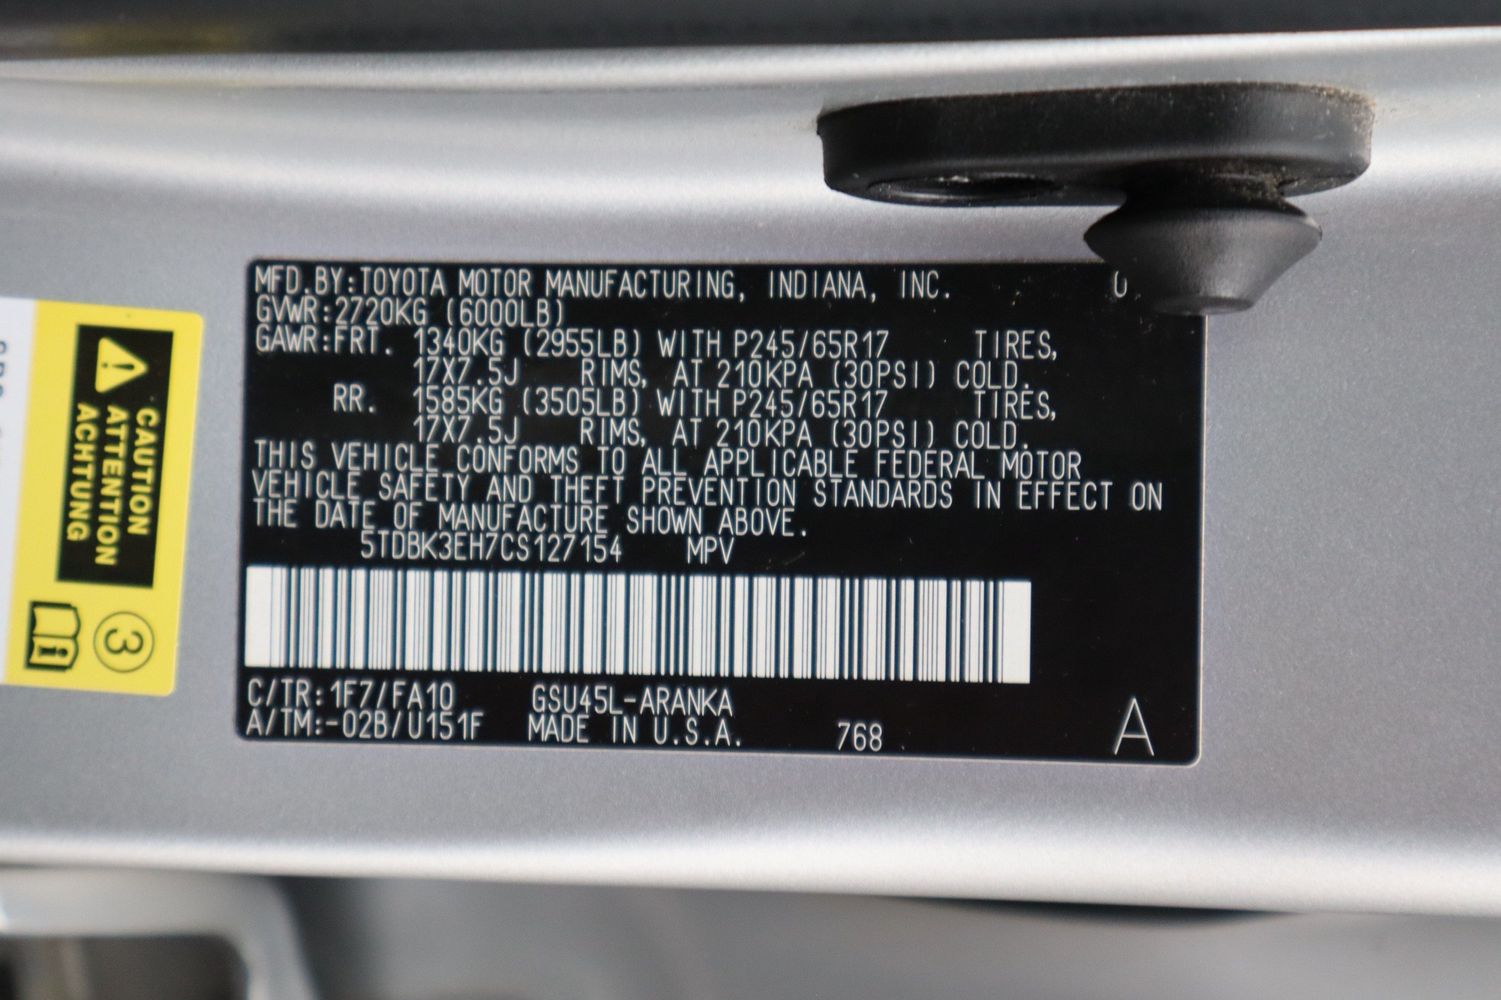 MFD.BY:TOYOTA MOTOR MANUFACTURING, INDIANA, INC. 0
GVWR:2720KG (6000LB)
GAWR:FRT. 1340KG (2955LB) WITH P245/65R17 TIRES,
17X7.5J RIMS, AT 210KPA (30PSI) COLD.
RR. 1585KG (3505LB) WITH P245/65R17 TIRES,
17X7.5J RIMS, AT 210KPA (30PSI) COLD.
THIS VEHICLE CONFORMS TO ALL APPLICABLE FEDERAL MOTOR
VEHICLE SAFETY AND THEFT PREVENTION STANDARDS IN EFFECT ON
THE DATE OF MANUFACTURE SHOWN ABOVE.
5TDBK3EH7CS127154 MPV
C/TR:1F7/FA10 GSU45L-ARANKA
A/TM:-02B/U151F MADE IN U.S.A. 768 A
CAUTION
ATTENTION
ACHTUNG
3
i